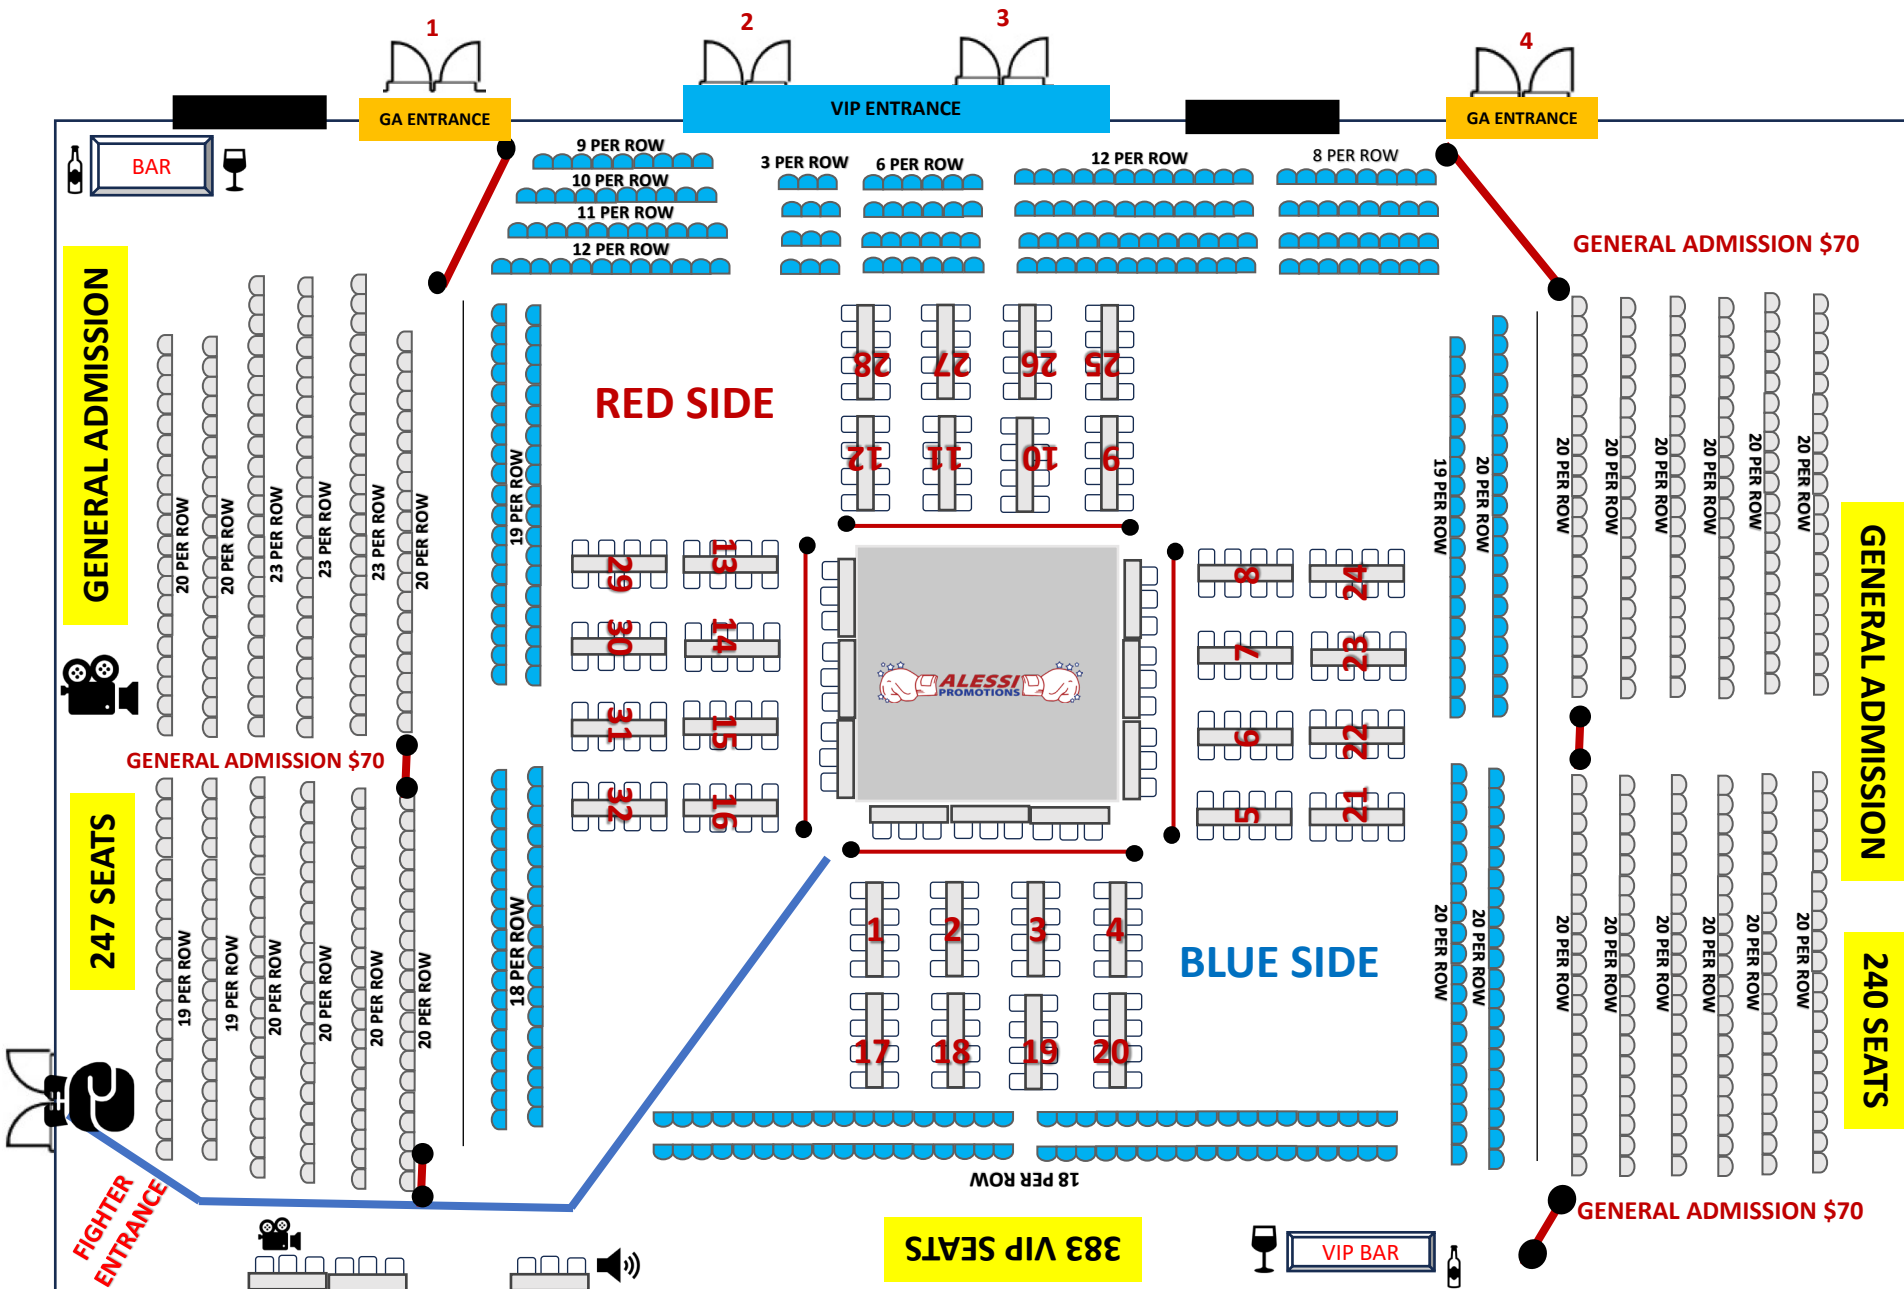 1
2
3
4
GA ENTRANCE
VIP ENTRANCE
GA ENTRANCE
BAR
9 PER ROW
10 PER ROW
11 PER ROW
12 PER ROW
3 PER ROW
6 PER ROW
12 PER ROW
8 PER ROW
GENERAL ADMISSION $70
GENERAL ADMISSION
20 PER ROW
20 PER ROW
23 PER ROW
23 PER ROW
23 PER ROW
20 PER ROW
19 PER ROW
RED SIDE
28
27
26
25
12
11
10
9
19 PER ROW
20 PER ROW
20 PER ROW
20 PER ROW
20 PER ROW
20 PER ROW
20 PER ROW
20 PER ROW
GENERAL ADMISSION
29
13
30
14
31
15
32
16
ALESSI
PROMOTIONS
8
24
7
23
6
22
5
21
GENERAL ADMISSION $70
247 SEATS
19 PER ROW
19 PER ROW
20 PER ROW
20 PER ROW
20 PER ROW
20 PER ROW
18 PER ROW
1
2
3
4
BLUE SIDE
17
18
19
20
20 PER ROW
20 PER ROW
20 PER ROW
20 PER ROW
20 PER ROW
20 PER ROW
20 PER ROW
20 PER ROW
240 SEATS
18 PER ROW
FIGHTER
ENTRANCE
383 VIP SEATS
VIP BAR
GENERAL ADMISSION $70